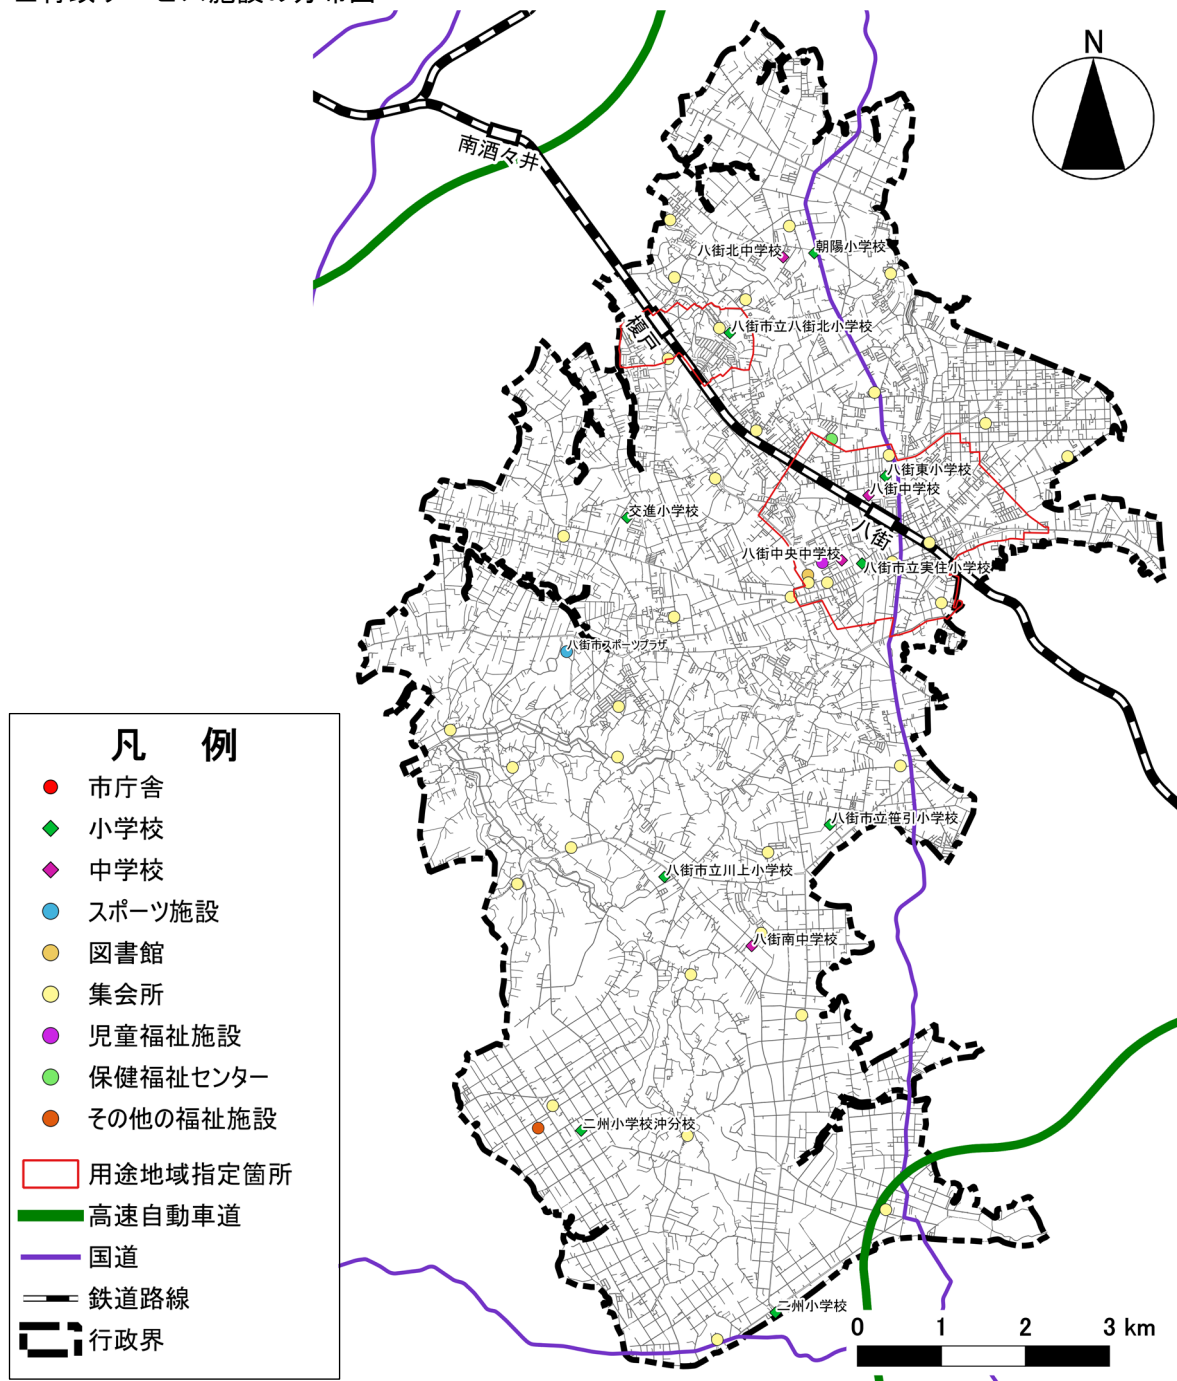 N
南酒々井
八街北中学校
朝陽小学校
榎戸
八街市立八街北小学校
八街東小学校
八街中学校
交進小学校
八街
八街中央中学校
八街市立実住小学校
八街市スポーツプラザ
凡 例
市庁舎
小学校
中学校
スポーツ施設
図書館
集会所
児童福祉施設
保健福祉センター
その他の福祉施設
用途地域指定箇所
高速自動車道
国道
鉄道路線
行政界
八街市立笹引小学校
八街市立川上小学校
八街南中学校
二州小学校沖分校
二州小学校
0 1 2 3 km